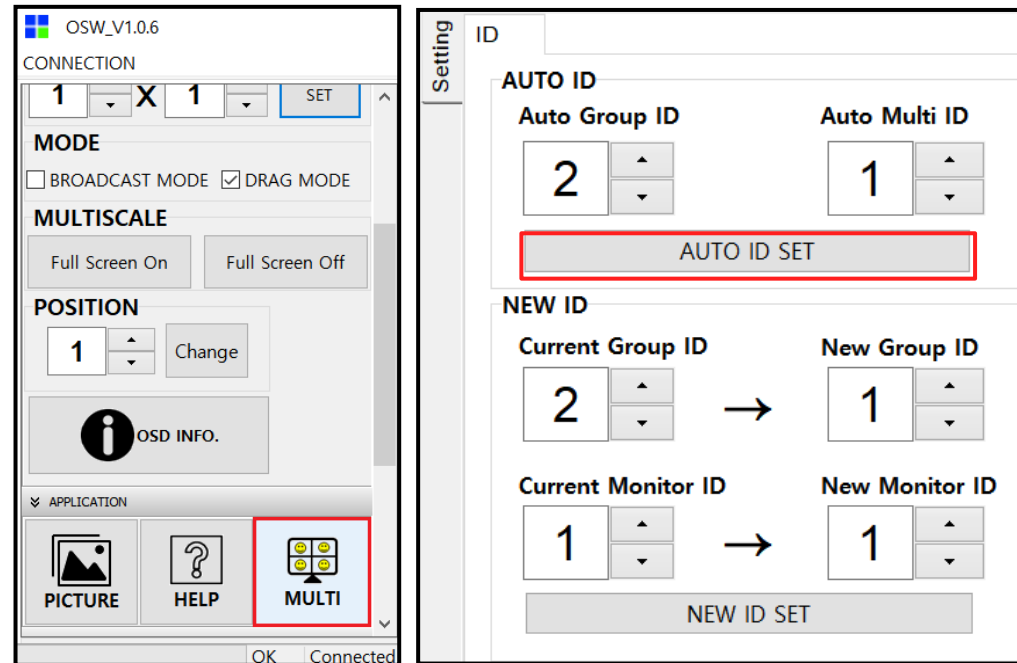 OSW_V1.0.6
CONNECTION
1 X 1 SET
MODE
BROADCAST MODE DRAG MODE
MULTISCALE
Full Screen On Full Screen Off
POSITION
1 Change
i OSD INFO.
APPLICATION
PICTURE HELP MULTI
OK Connected
Setting
ID
AUTO ID
Auto Group ID Auto Multi ID
2 1
AUTO ID SET
NEW ID
Current Group ID New Group ID
2 → 1
Current Monitor ID New Monitor ID
1 → 1
NEW ID SET